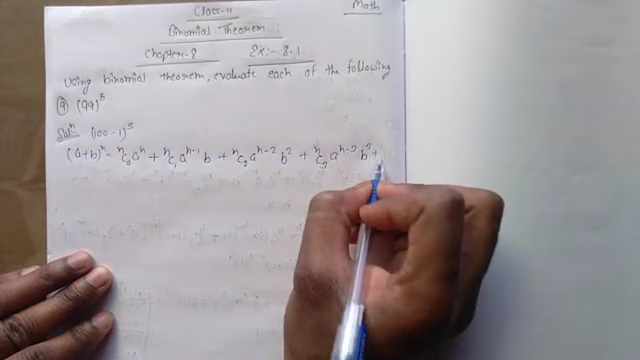 Class-11
Math
Binomial Theorem
Chapter-8 Ex:- 8.1
Using binomial theorem, evaluate each of the following
⑨ (99)⁵
Solⁿ (100-1)⁵
(a+b)ⁿ = ⁿC₀aⁿ + ⁿC₁aⁿ⁻¹b + ⁿC₂aⁿ⁻²b² + ⁿC₃aⁿ⁻³b³ +